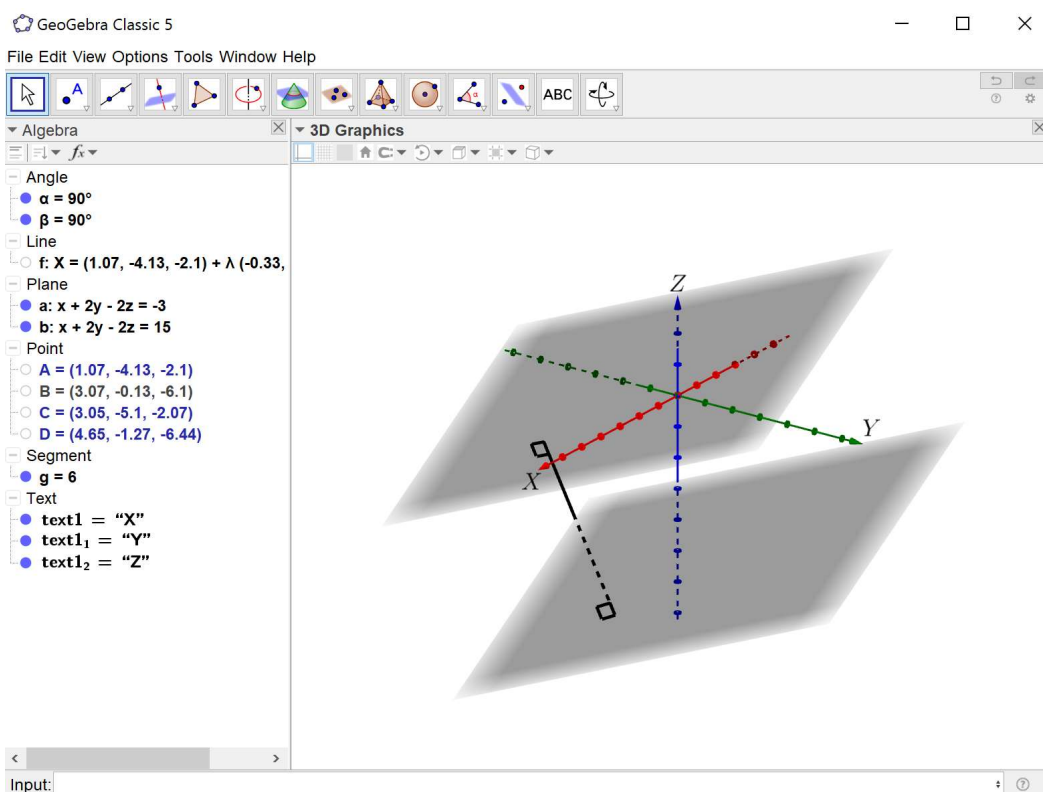 GeoGebra Classic 5
File Edit View Options Tools Window Help
A
α
ABC
Algebra
3D Graphics
fx
Angle
α = 90°
β = 90°
Line
f: X = (1.07, -4.13, -2.1) + λ (-0.33,
Plane
a: x + 2y - 2z = -3
b: x + 2y - 2z = 15
Point
A = (1.07, -4.13, -2.1)
B = (3.07, -0.13, -6.1)
C = (3.05, -5.1, -2.07)
D = (4.65, -1.27, -6.44)
Segment
g = 6
Text
text1 = “X”
text1₁ = “Y”
text1₂ = “Z”
Z
Y
X
Input: